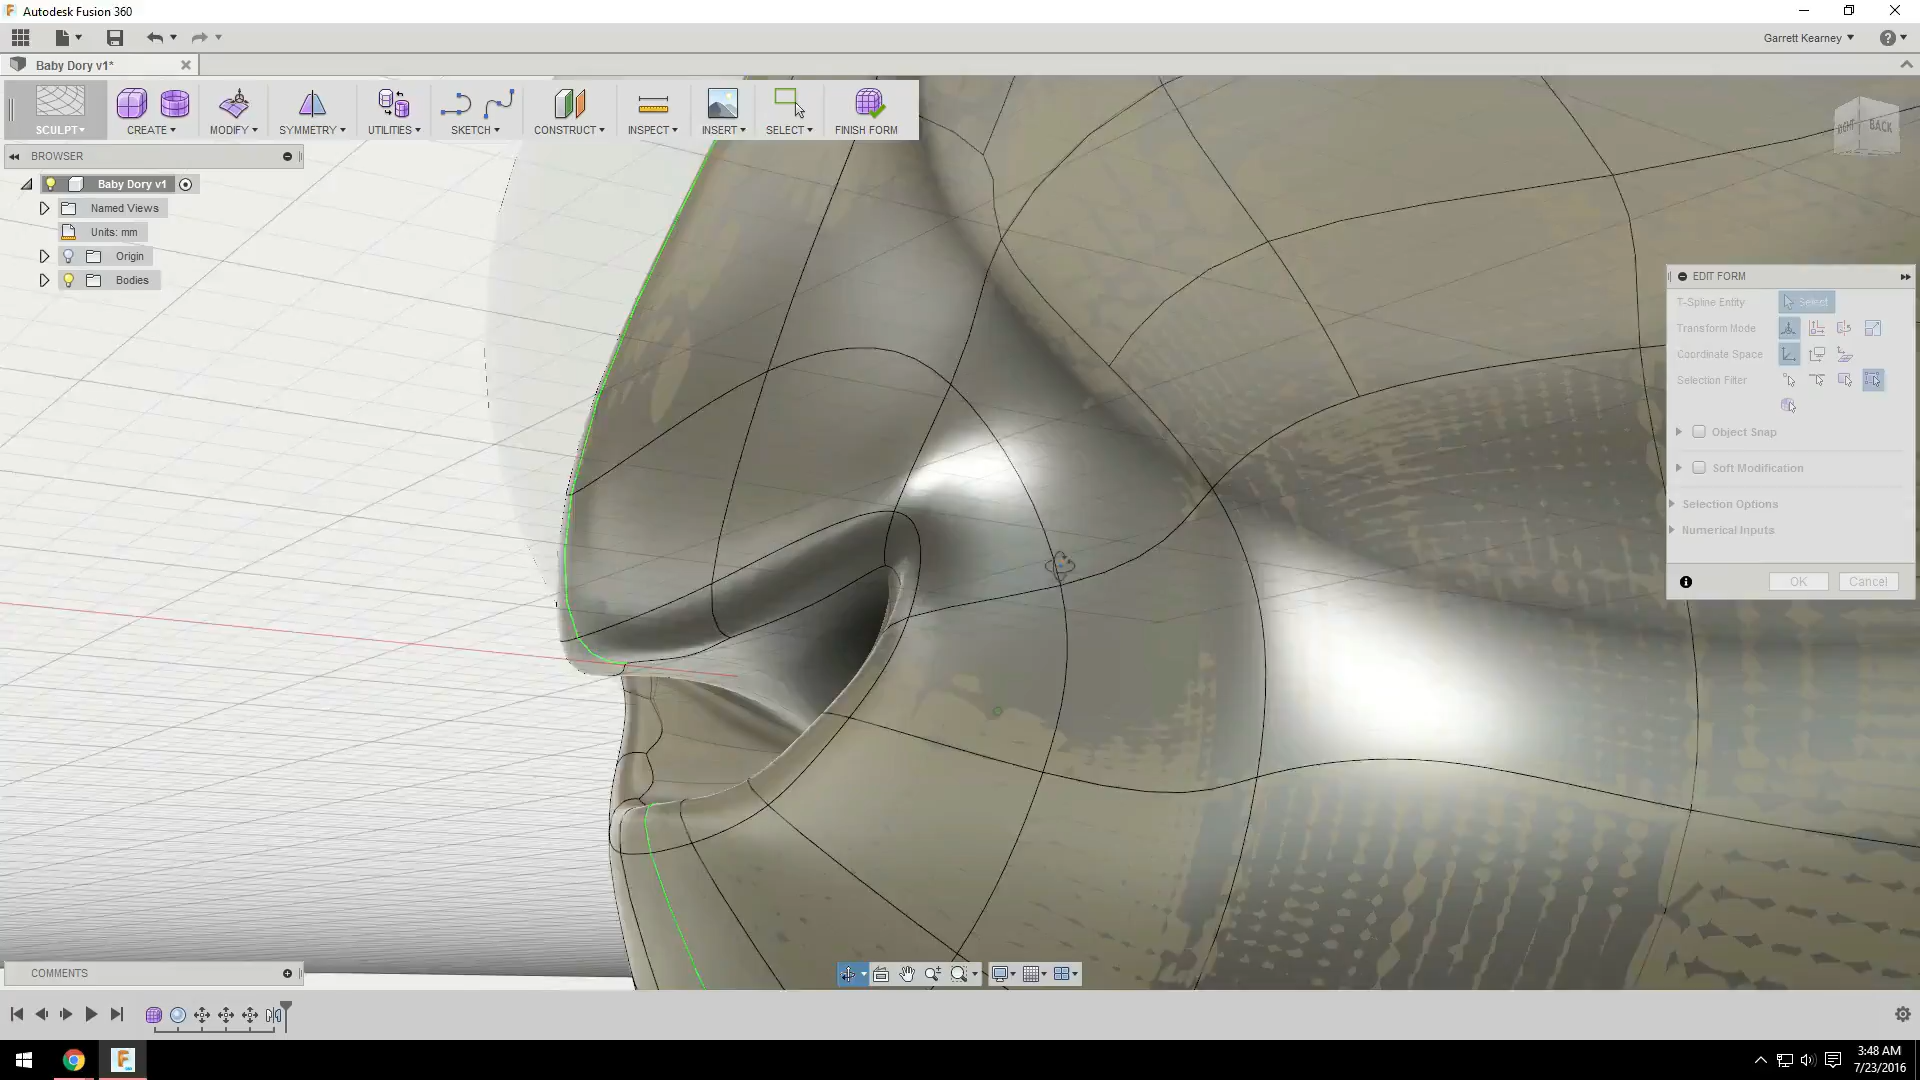 Autodesk Fusion 360
Garrett Kearney
Baby Dory v1*
SCULPT
CREATE
MODIFY
SYMMETRY
UTILITIES
SKETCH
CONSTRUCT
INSPECT
INSERT
SELECT
FINISH FORM
RIGHT
BACK
BROWSER
Baby Dory v1
Named Views
Units: mm
Origin
Bodies
EDIT FORM
T-Spline Entity
Select
Transform Mode
Coordinate Space
Selection Filter
Object Snap
Soft Modification
Selection Options
Numerical Inputs
OK
Cancel
COMMENTS
3:48 AM
7/23/2016